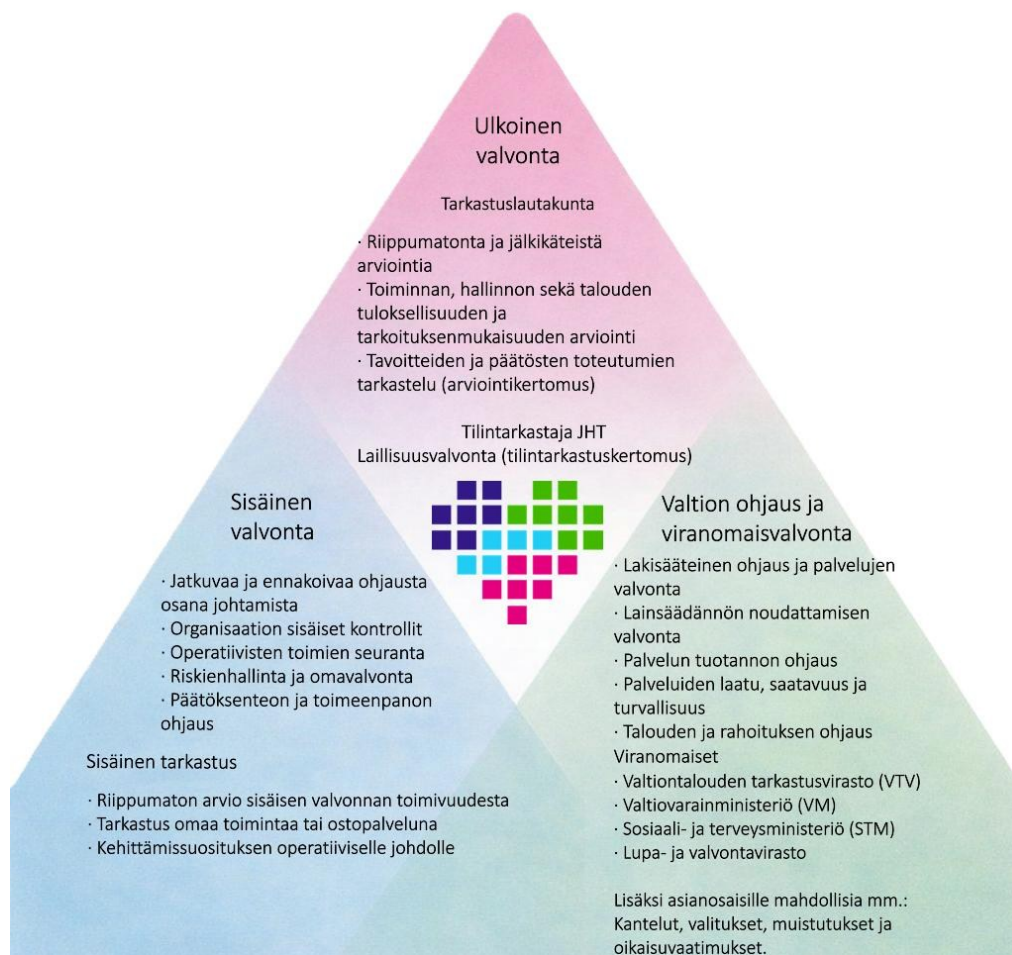 Ulkoinen
valvonta
Tarkastuslautakunta
· Riippumatonta ja jälkikäteistä
arviointia
· Toiminnan, hallinnon sekä talouden
tuloksellisuuden ja
tarkoituksenmukaisuuden arviointi
· Tavoitteiden ja päätösten toteutumien
tarkastelu (arviointikertomus)
Tilintarkastaja JHT
Laillisuusvalvonta (tilintarkastuskertomus)
Sisäinen
valvonta
· Jatkuvaa ja ennakoivaa ohjausta
osana johtamista
· Organisaation sisäiset kontrollit
· Operatiivisten toimien seuranta
· Riskienhallinta ja omavalvonta
· Päätöksenteon ja toimeenpanon
ohjaus
Sisäinen tarkastus
· Riippumaton arvio sisäisen valvonnan toimivuudesta
· Tarkastus omaa toimintaa tai ostopalveluna
· Kehittämissuosituksen operatiiviselle johdolle
Valtion ohjaus ja
viranomaisvalvonta
· Lakisääteinen ohjaus ja palvelujen
valvonta
· Lainsäädännön noudattamisen
valvonta
· Palvelun tuotannon ohjaus
· Palveluiden laatu, saatavuus ja
turvallisuus
· Talouden ja rahoituksen ohjaus
Viranomaiset
· Valtiontalouden tarkastusvirasto (VTV)
· Valtiovarainministeriö (VM)
· Sosiaali- ja terveysministeriö (STM)
· Lupa- ja valvontavirasto
Lisäksi asianosaisille mahdollisia mm.:
Kantelut, valitukset, muistutukset ja
oikaisuvaatimukset.